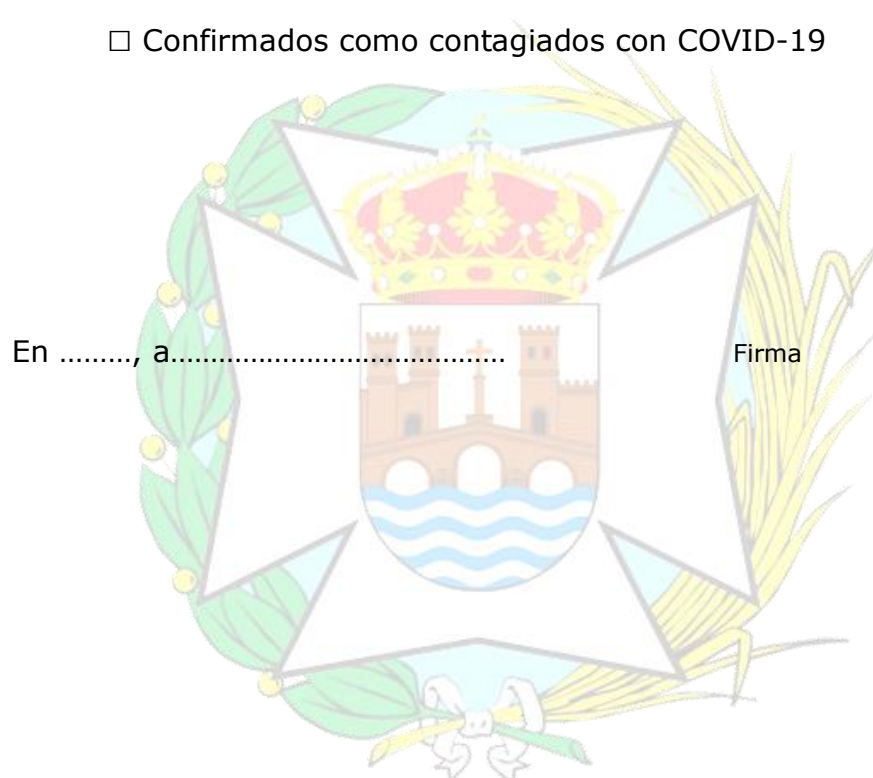 ☐ Confirmados como contagiados con COVID-19
En ………, a…………………………………… Firma